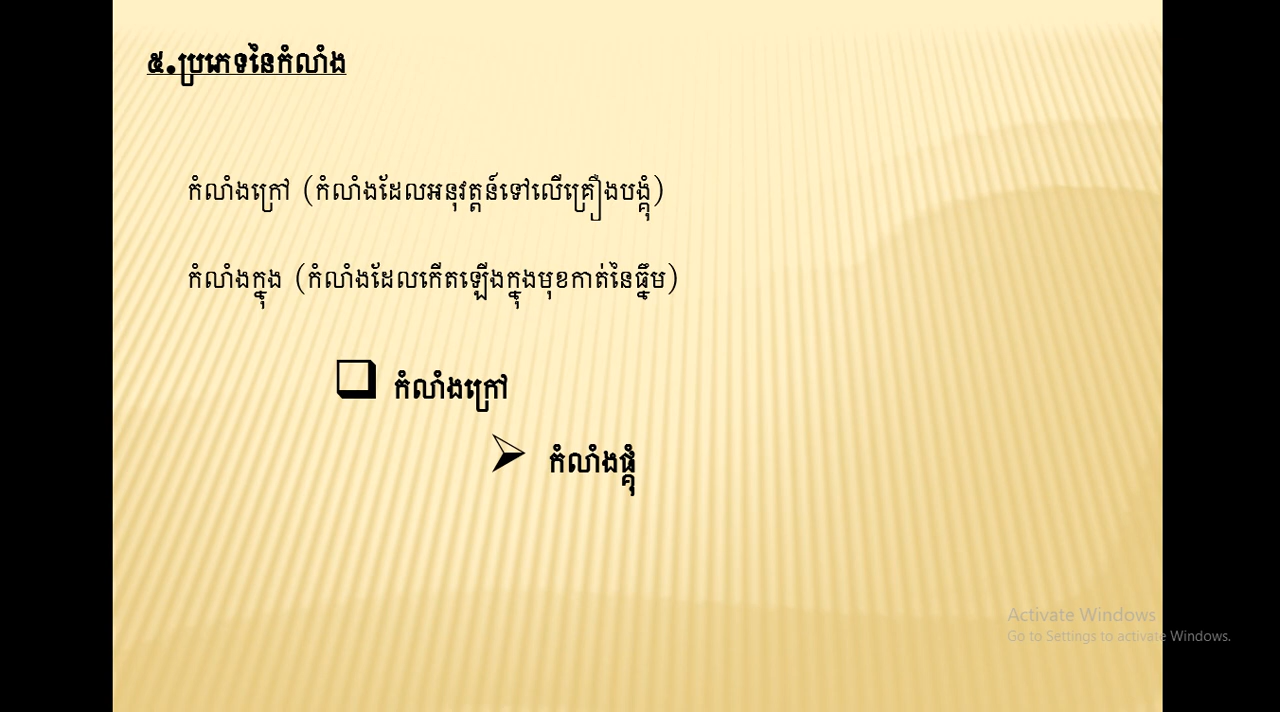 ៥.ប្រភេទនៃកំលាំង
កំលាំងក្រៅ (កំលាំងដែលអនុវត្តន៍ទៅលើគ្រឿងបង្គុំ)
កំលាំងក្នុង (កំលាំងដែលកើតឡើងក្នុងមុខកាត់នៃធ្នឹម)
❑ កំលាំងក្រៅ
➢ កំលាំងផ្គុំ
Activate Windows
Go to Settings to activate Windows.